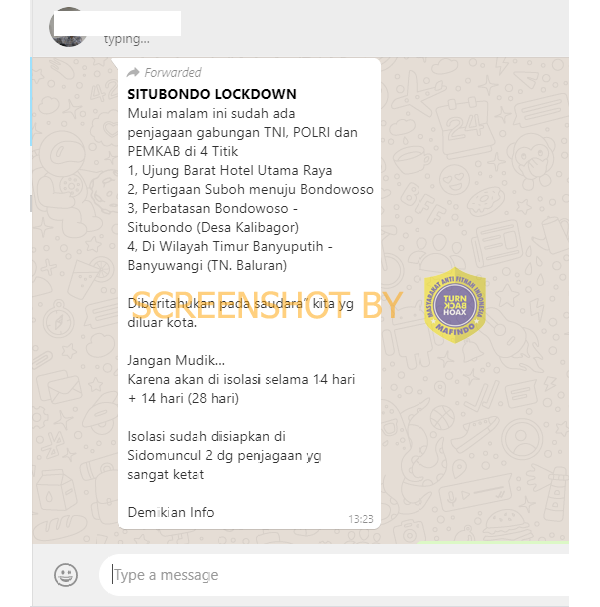 typing...
Forwarded
SITUBONDO LOCKDOWN
Mulai malam ini sudah ada
penjagaan gabungan TNI, POLRI dan
PEMKAB di 4 Titik
1, Ujung Barat Hotel Utama Raya
2, Pertigaan Suboh menuju Bondowoso
3, Perbatasan Bondowoso -
Situbondo (Desa Kalibagor)
4, Di Wilayah Timur Banyuputih -
Banyuwangi (TN. Baluran)
Diberitahukan pada saudara" kita yg
diluar kota.
SCREENSHOT BY
MASYARAKAT ANTI FITNAH INDONESIA
TURN
BACK
HOAX
MAFINDO
Jangan Mudik...
Karena akan di isolasi selama 14 hari
+ 14 hari (28 hari)
Isolasi sudah disiapkan di
Sidomuncul 2 dg penjagaan yg
sangat ketat
Demikian Info
13:23
Type a message